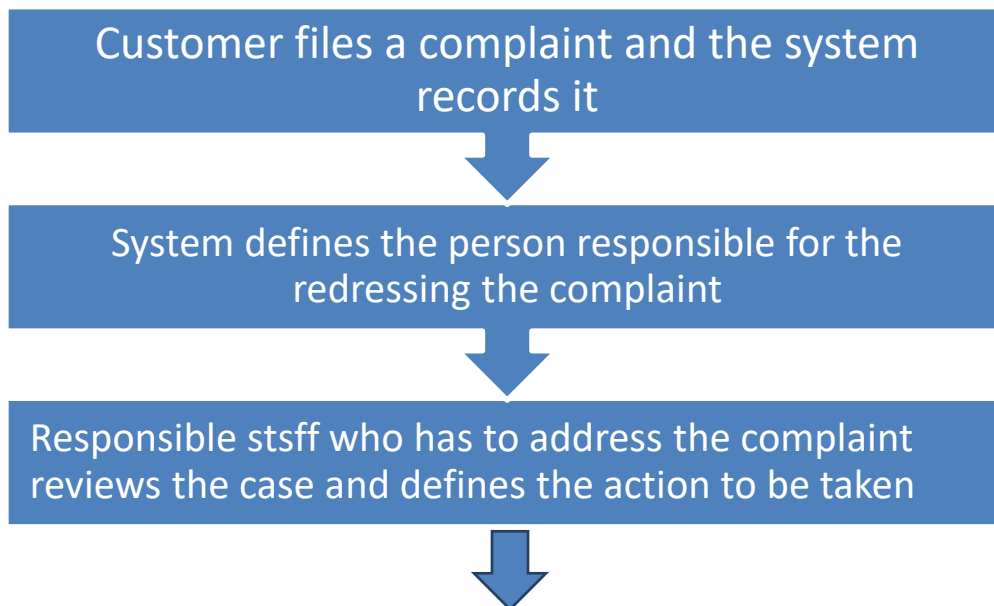 Customer files a complaint and the system
records it
System defines the person responsible for the
redressing the complaint
Responsible stsff who has to address the complaint
reviews the case and defines the action to be taken